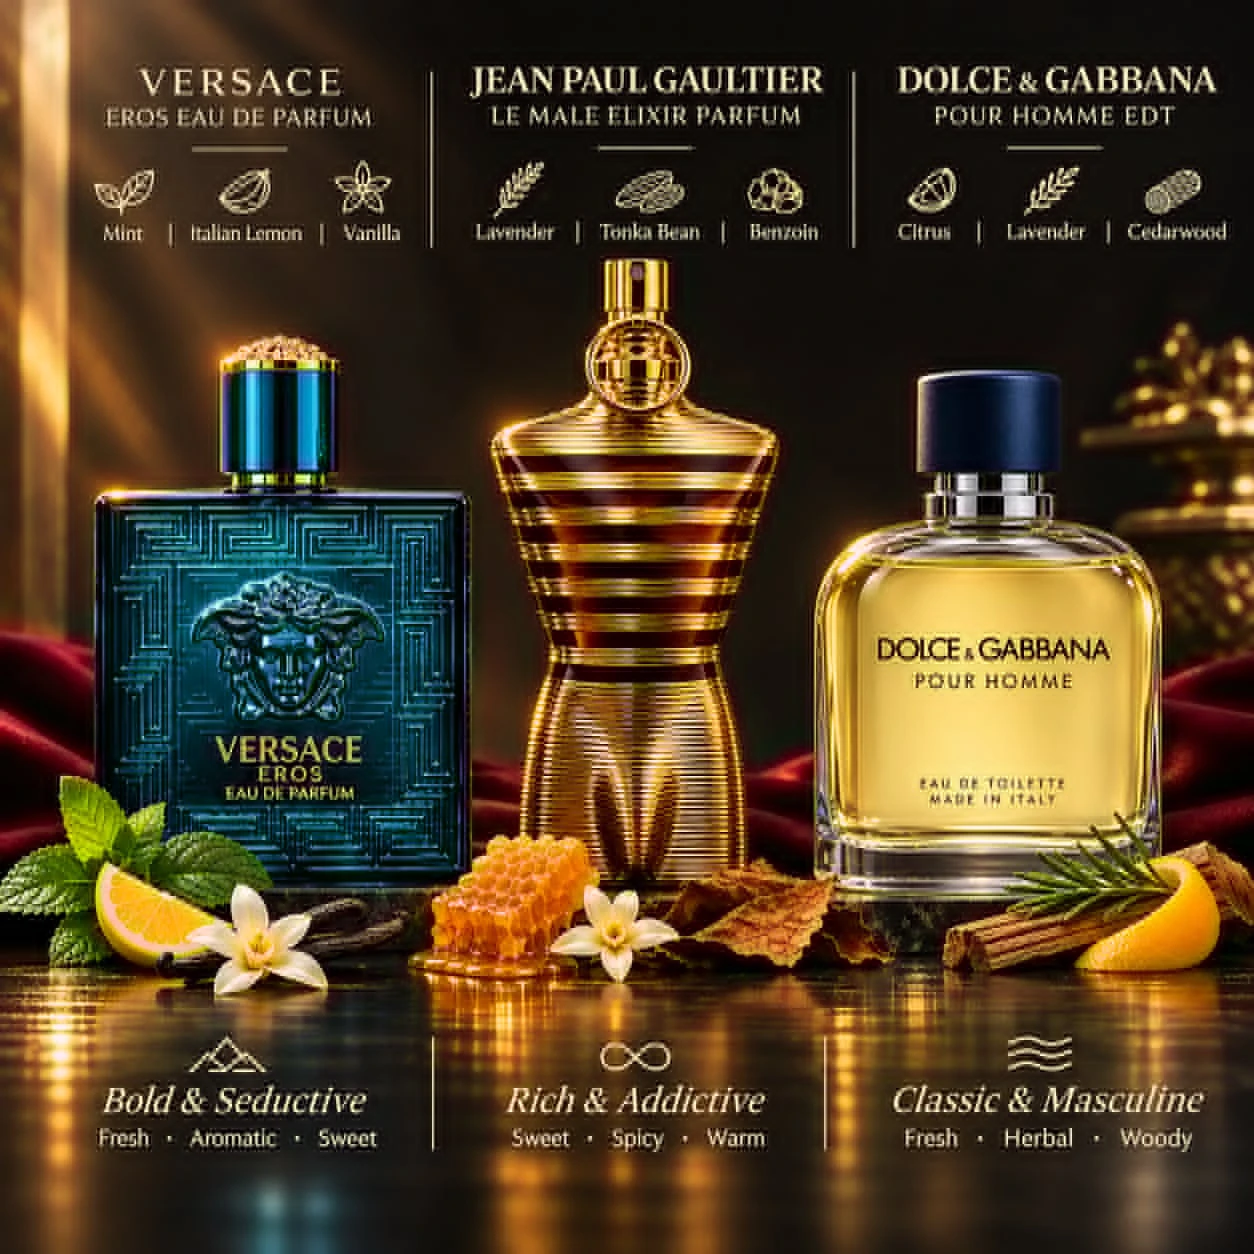 VERSACE
EROS EAU DE PARFUM
Mint | Italian Lemon | Vanilla
JEAN PAUL GAULTIER
LE MALE ELIXIR PARFUM
Lavender | Tonka Bean | Benzoin
DOLCE & GABBANA
POUR HOMME EDT
Citrus | Lavender | Cedarwood
VERSACE
EROS
EAU DE PARFUM
DOLCE & GABBANA
POUR HOMME
EAU DE TOILETTE
MADE IN ITALY
Bold & Seductive
Fresh · Aromatic · Sweet
Rich & Addictive
Sweet · Spicy · Warm
Classic & Masculine
Fresh · Herbal · Woody